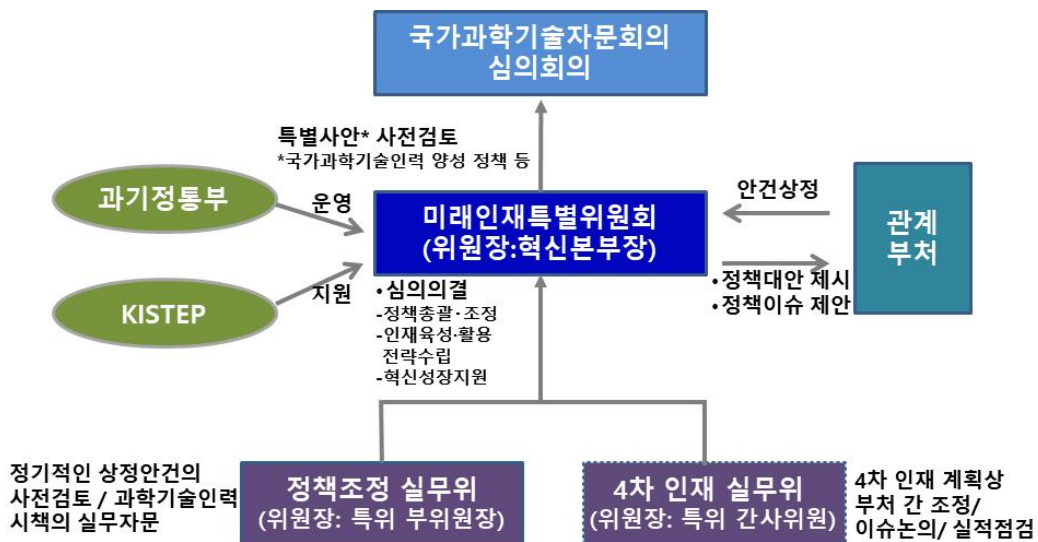 국가과학기술자문회의
심의회의
특별사안* 사전검토
*국가과학기술인력 양성 정책 등
과기정통부
운영
미래인재특별위원회
(위원장:혁신본부장)
안건상정
관계
부처
KISTEP
지원
•심의의결
-정책총괄·조정
-인재육성·활용
전략수립
-혁신성장지원
•정책대안 제시
•정책이슈 제안
정기적인 상정안건의
사전검토 / 과학기술인력
시책의 실무자문
정책조정 실무위
(위원장: 특위 부위원장)
4차 인재 실무위
(위원장: 특위 간사위원)
4차 인재 계획상
부처 간 조정/
이슈논의/ 실적점검